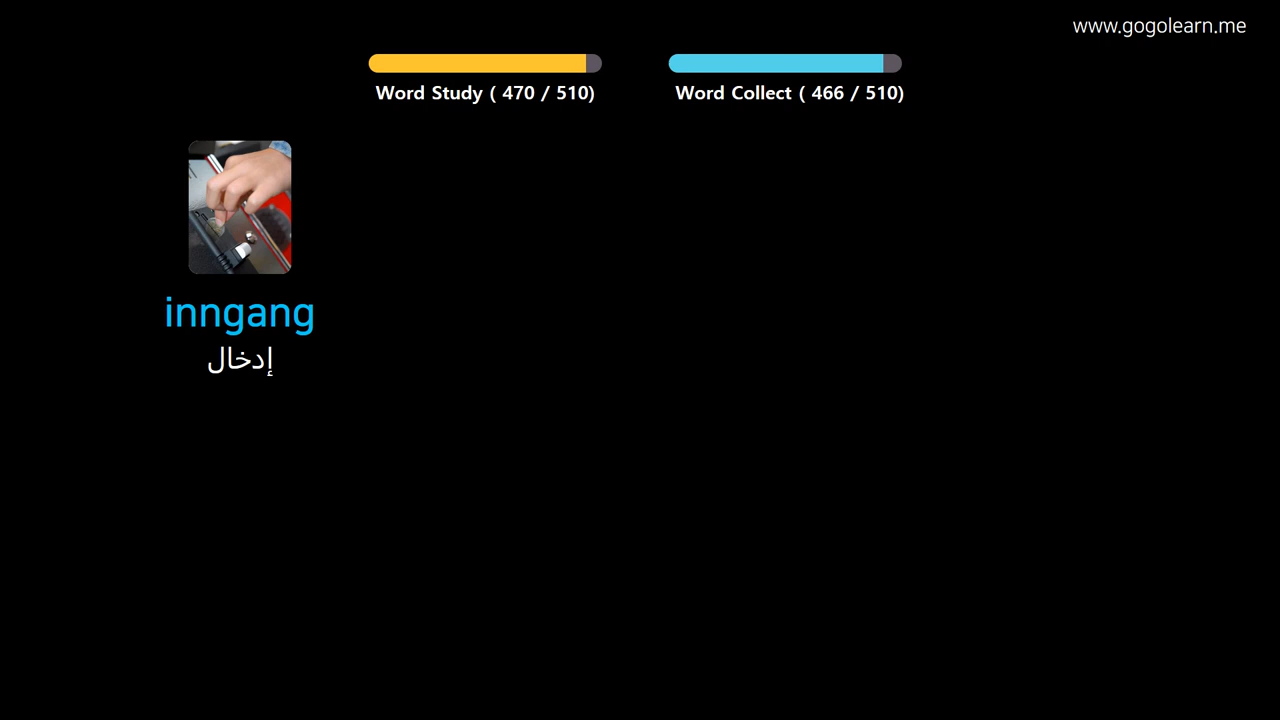 www.gogolearn.me
Word Study ( 470 / 510)
Word Collect ( 466 / 510)
inngang
إدخال